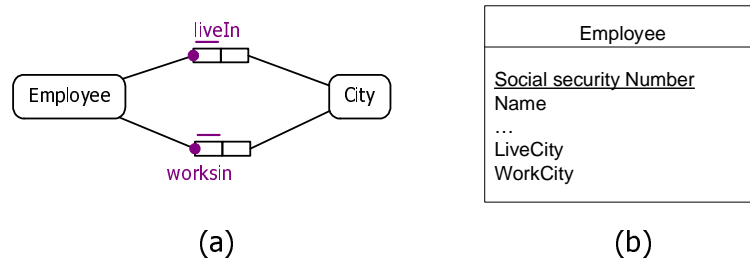 liveIn
Employee
City
worksin
(a)
Employee
Social security Number
Name
...
LiveCity
WorkCity
(b)